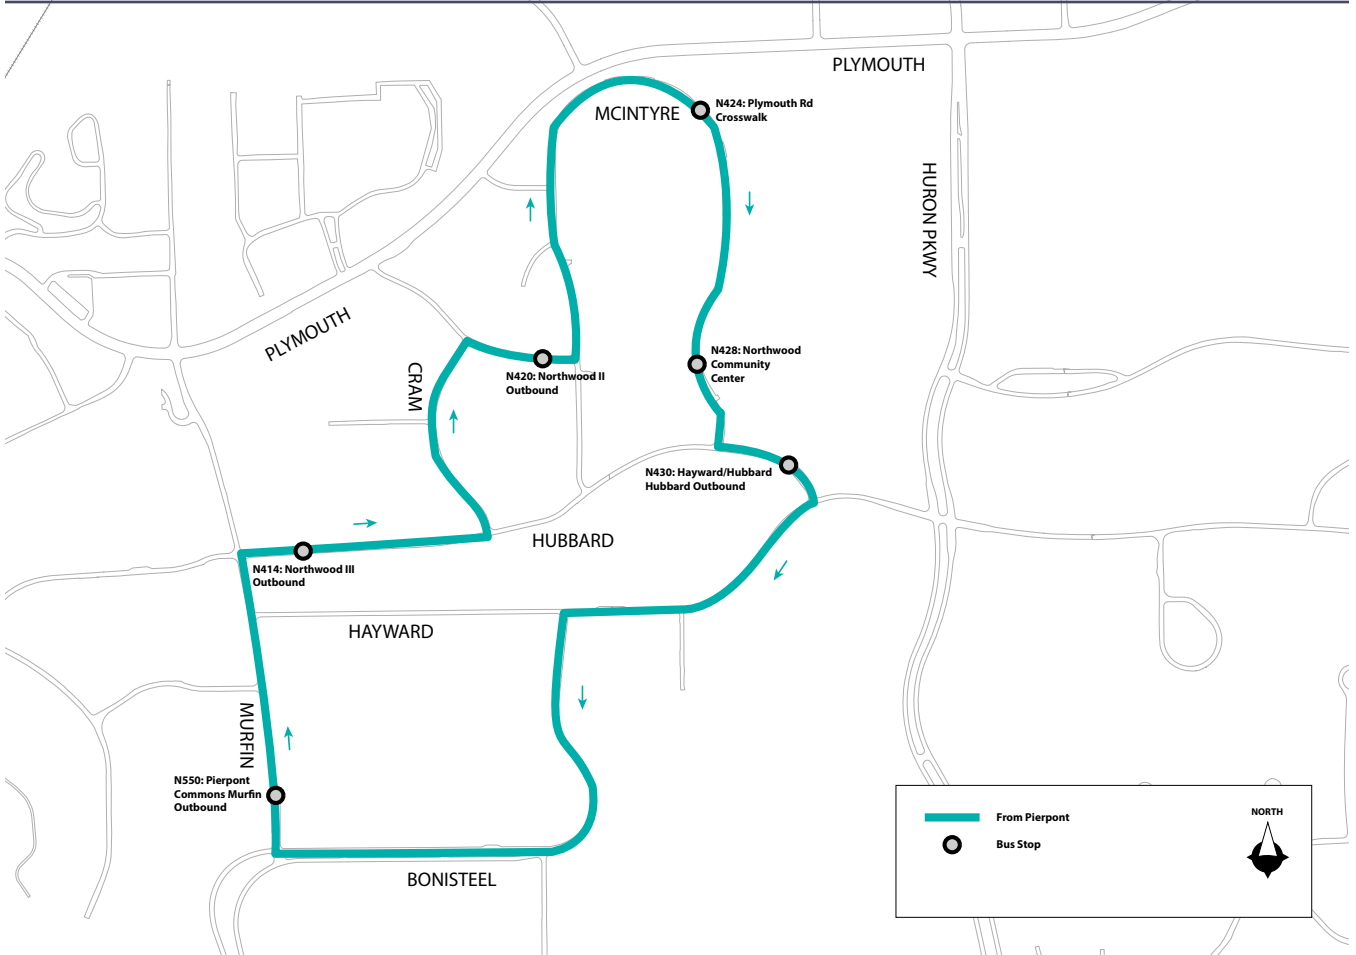 PLYMOUTH
MCINTYRE
N424: Plymouth Rd
Crosswalk
HURON PKWY
PLYMOUTH
N428: Northwood
Community
Center
CRAM
N420: Northwood II
Outbound
N430: Hayward/Hubbard
Hubbard Outbound
HUBBARD
N414: Northwood III
Outbound
HAYWARD
MURFIN
N550: Pierpont
Commons Murfin
Outbound
BONISTEEL
From Pierpont
Bus Stop
NORTH